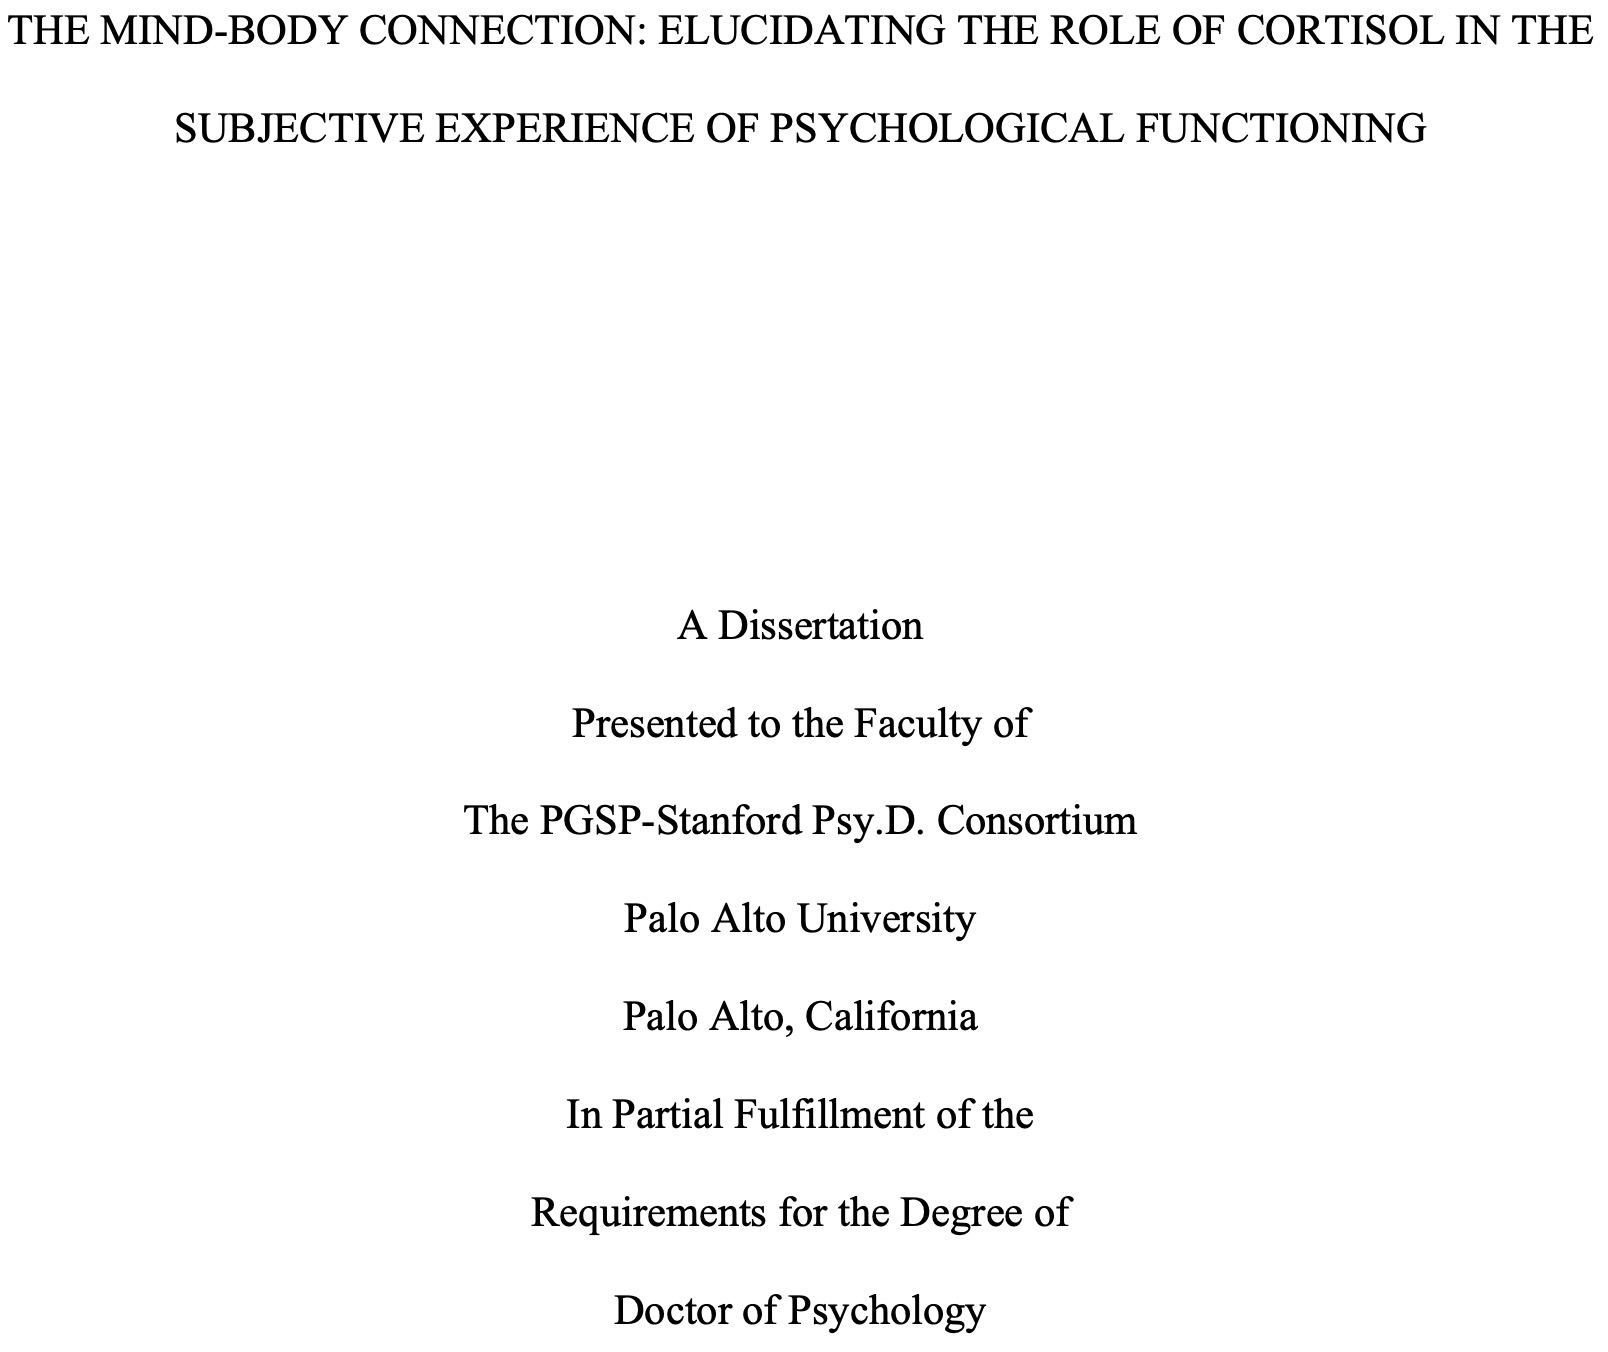 THE MIND-BODY CONNECTION: ELUCIDATING THE ROLE OF CORTISOL IN THE
SUBJECTIVE EXPERIENCE OF PSYCHOLOGICAL FUNCTIONING
A Dissertation
Presented to the Faculty of
The PGSP-Stanford Psy.D. Consortium
Palo Alto University
Palo Alto, California
In Partial Fulfillment of the
Requirements for the Degree of
Doctor of Psychology